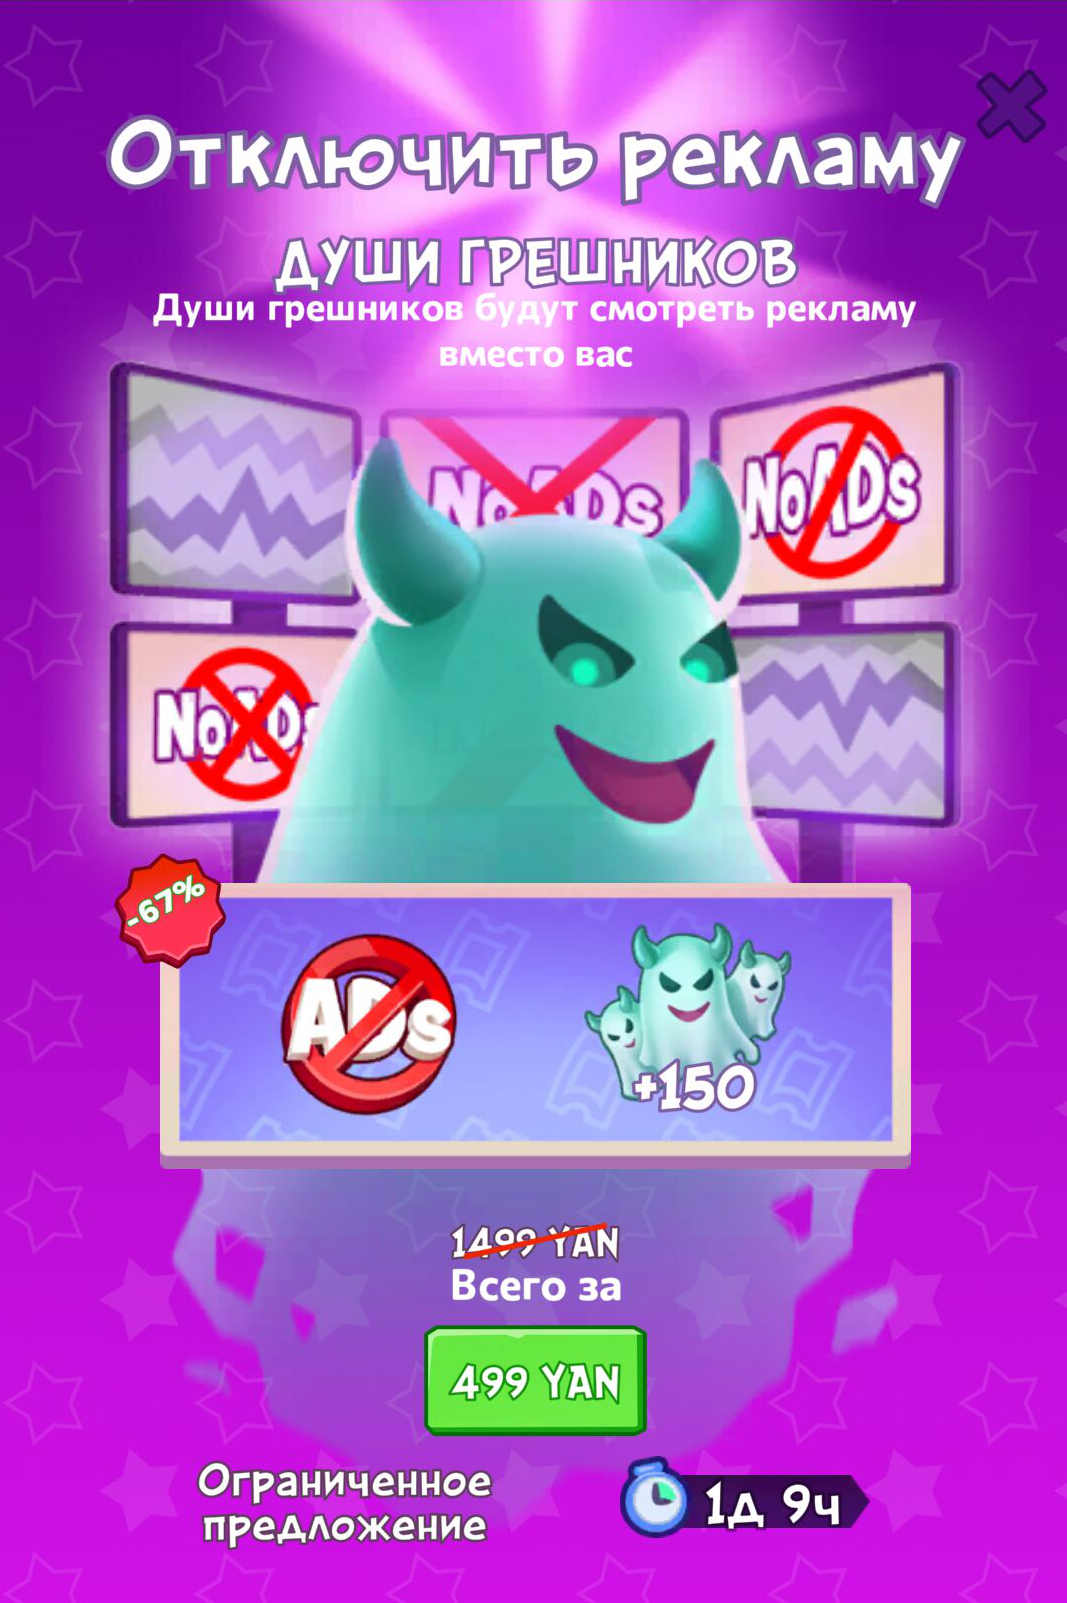 Отключить рекламу
ДУШИ ГРЕШНИКОВ
Души грешников будут смотреть рекламу
вместо вас
NoADs
NoADs
NoADs
-67%
ADs
+150
1499 YAN
Всего за
499 YAN
Ограниченное
предложение
1д 9ч